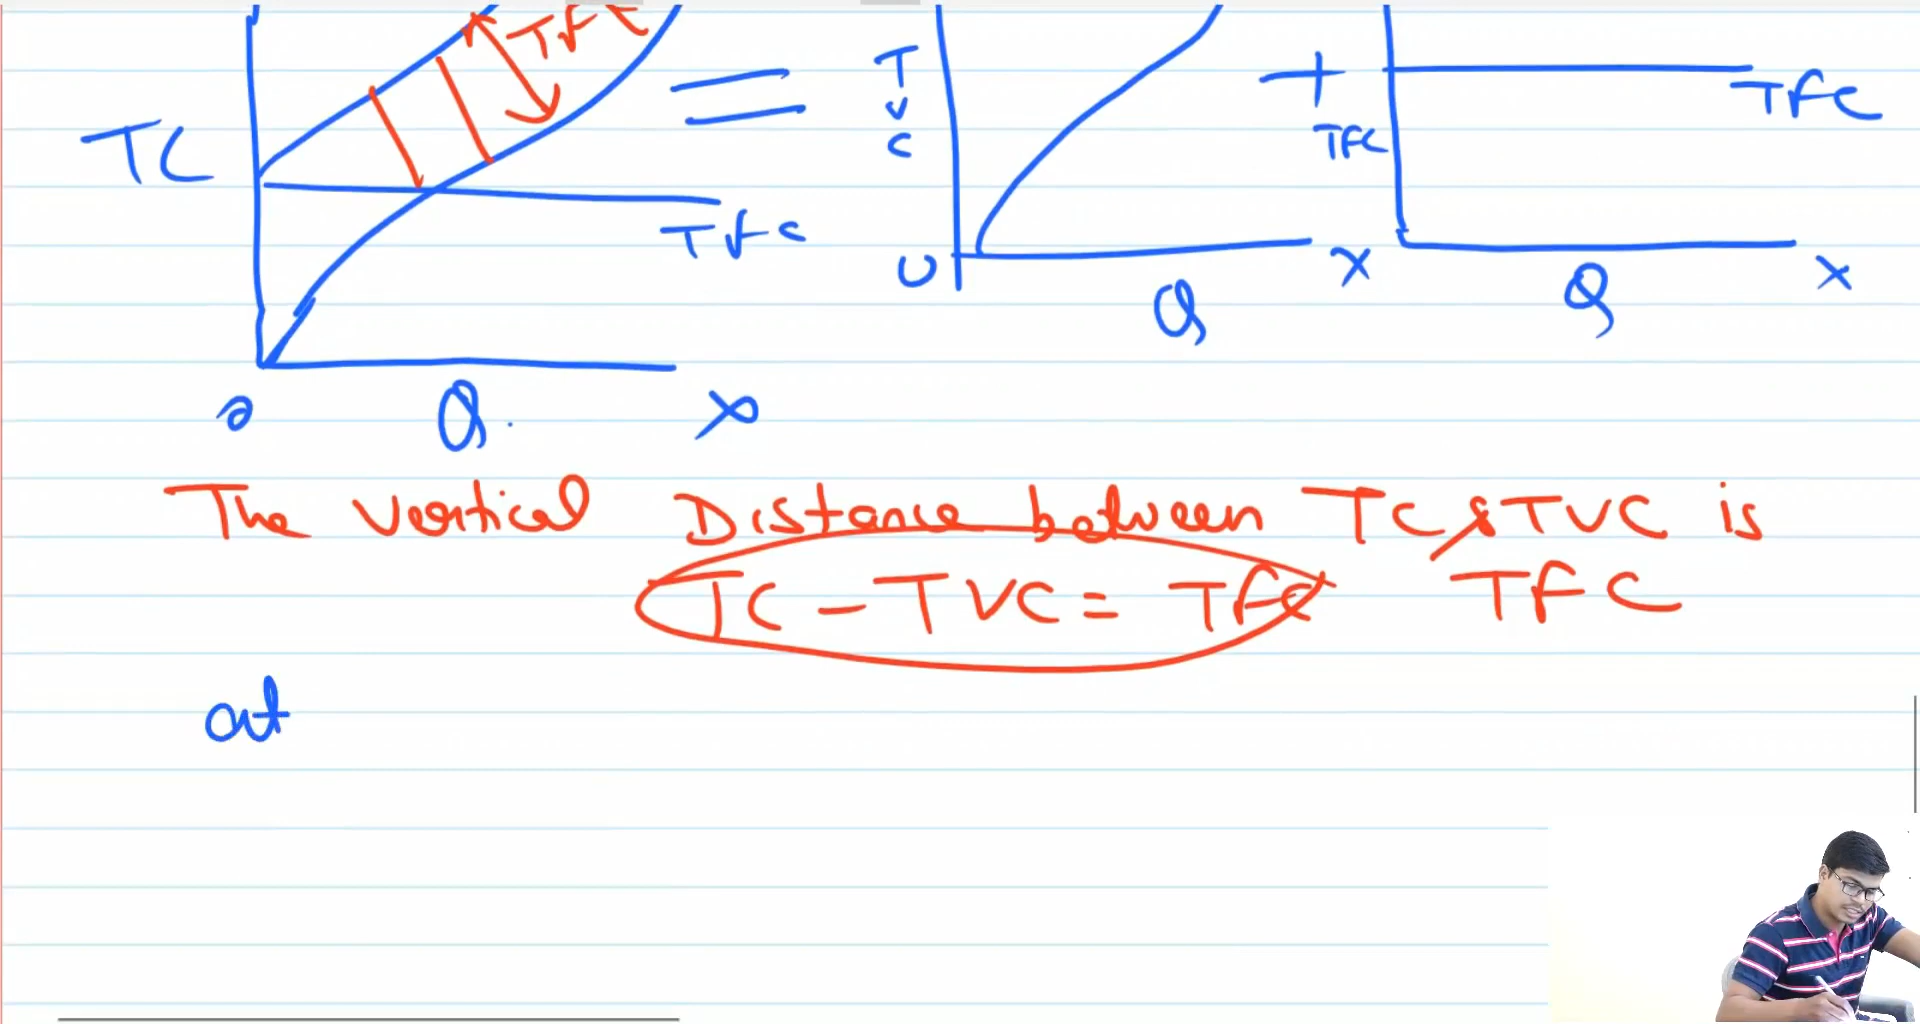 TFC
TC
T
V
C
+
TFC
TFC
=
TFC
O
Q
X
Q
X
O
Q.
X
The Vertical Distance between TC & TVC is
TC - TVC = TFC TFC
at